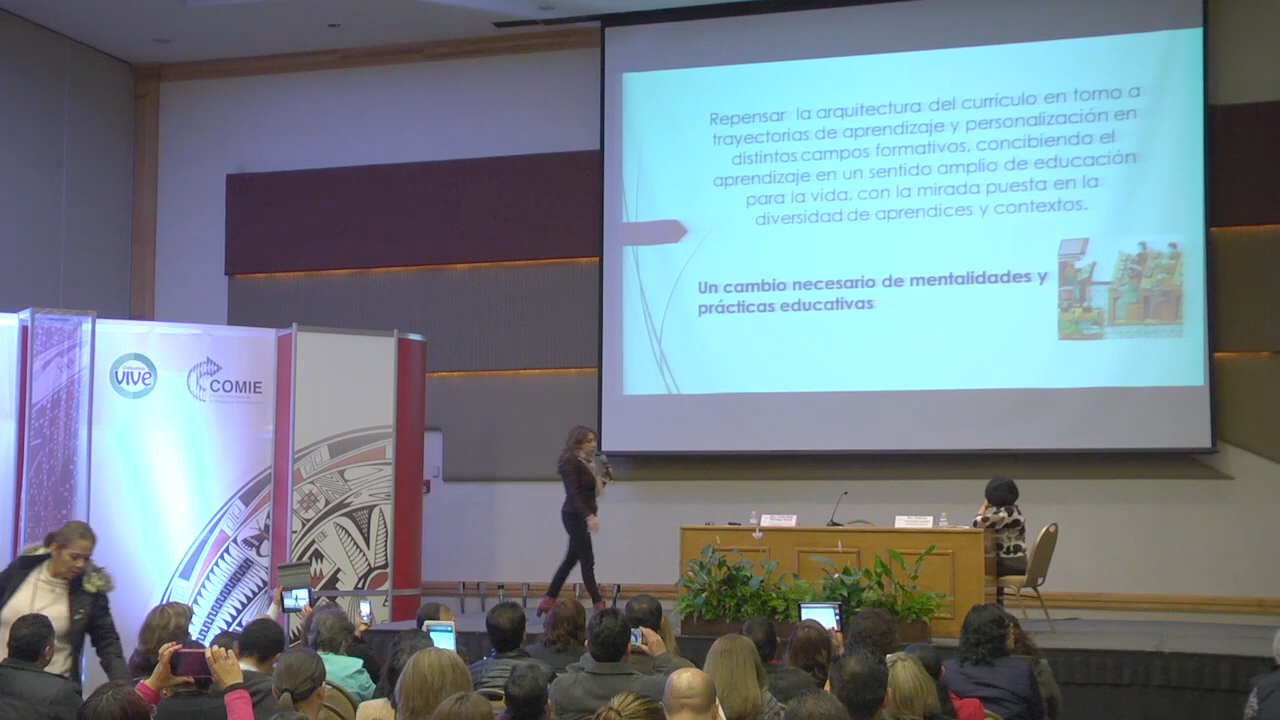 Repensar la arquitectura del currículo en torno a
trayectorias de aprendizaje y personalización en
distintos campos formativos, concibiendo el
aprendizaje en un sentido amplio de educación
para la vida, con la mirada puesta en la
diversidad de aprendices y contextos.
Un cambio necesario de mentalidades y
prácticas educativas
Chihuahua
VIVE
COMIE